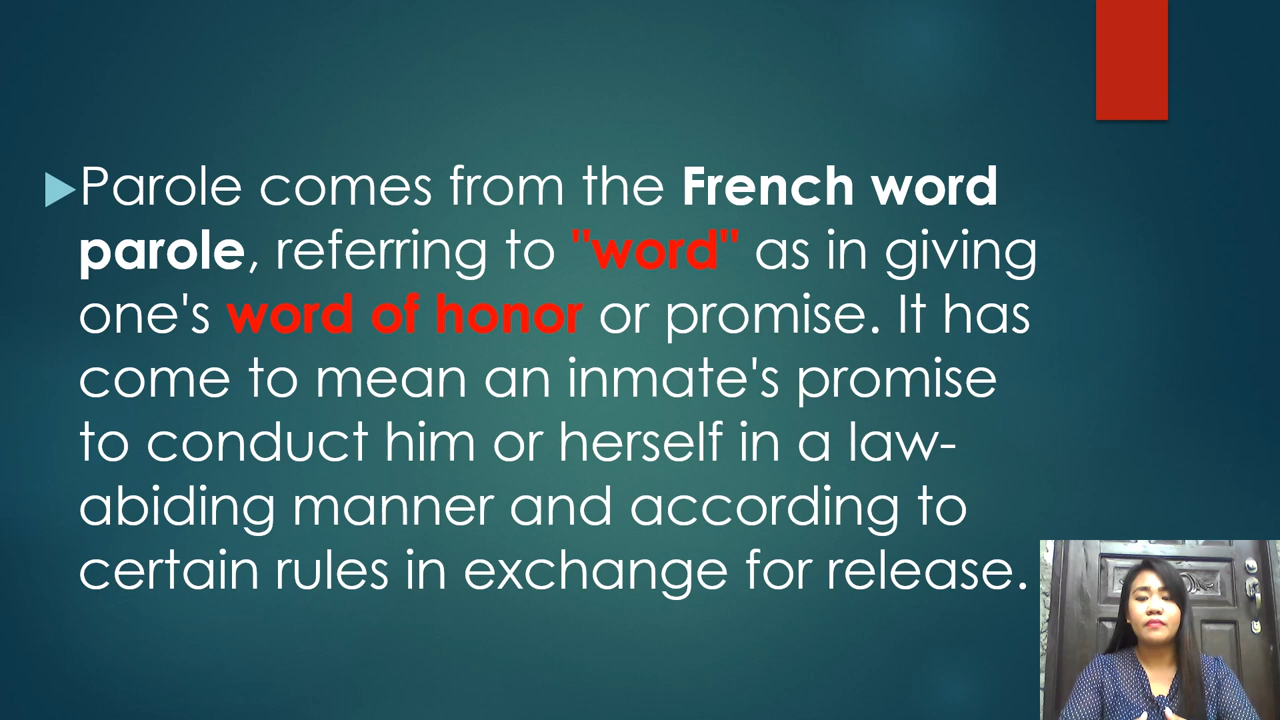 Parole comes from the French word
parole, referring to "word" as in giving
one's word of honor or promise. It has
come to mean an inmate's promise
to conduct him or herself in a law-
abiding manner and according to
certain rules in exchange for release.